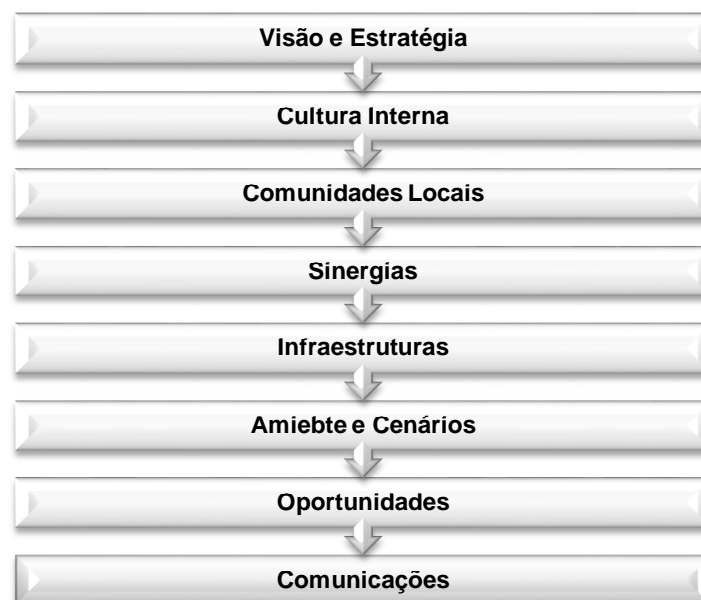 Visão e Estratégia
Cultura Interna
Comunidades Locais
Sinergias
Infraestruturas
Amiebte e Cenários
Oportunidades
Comunicações